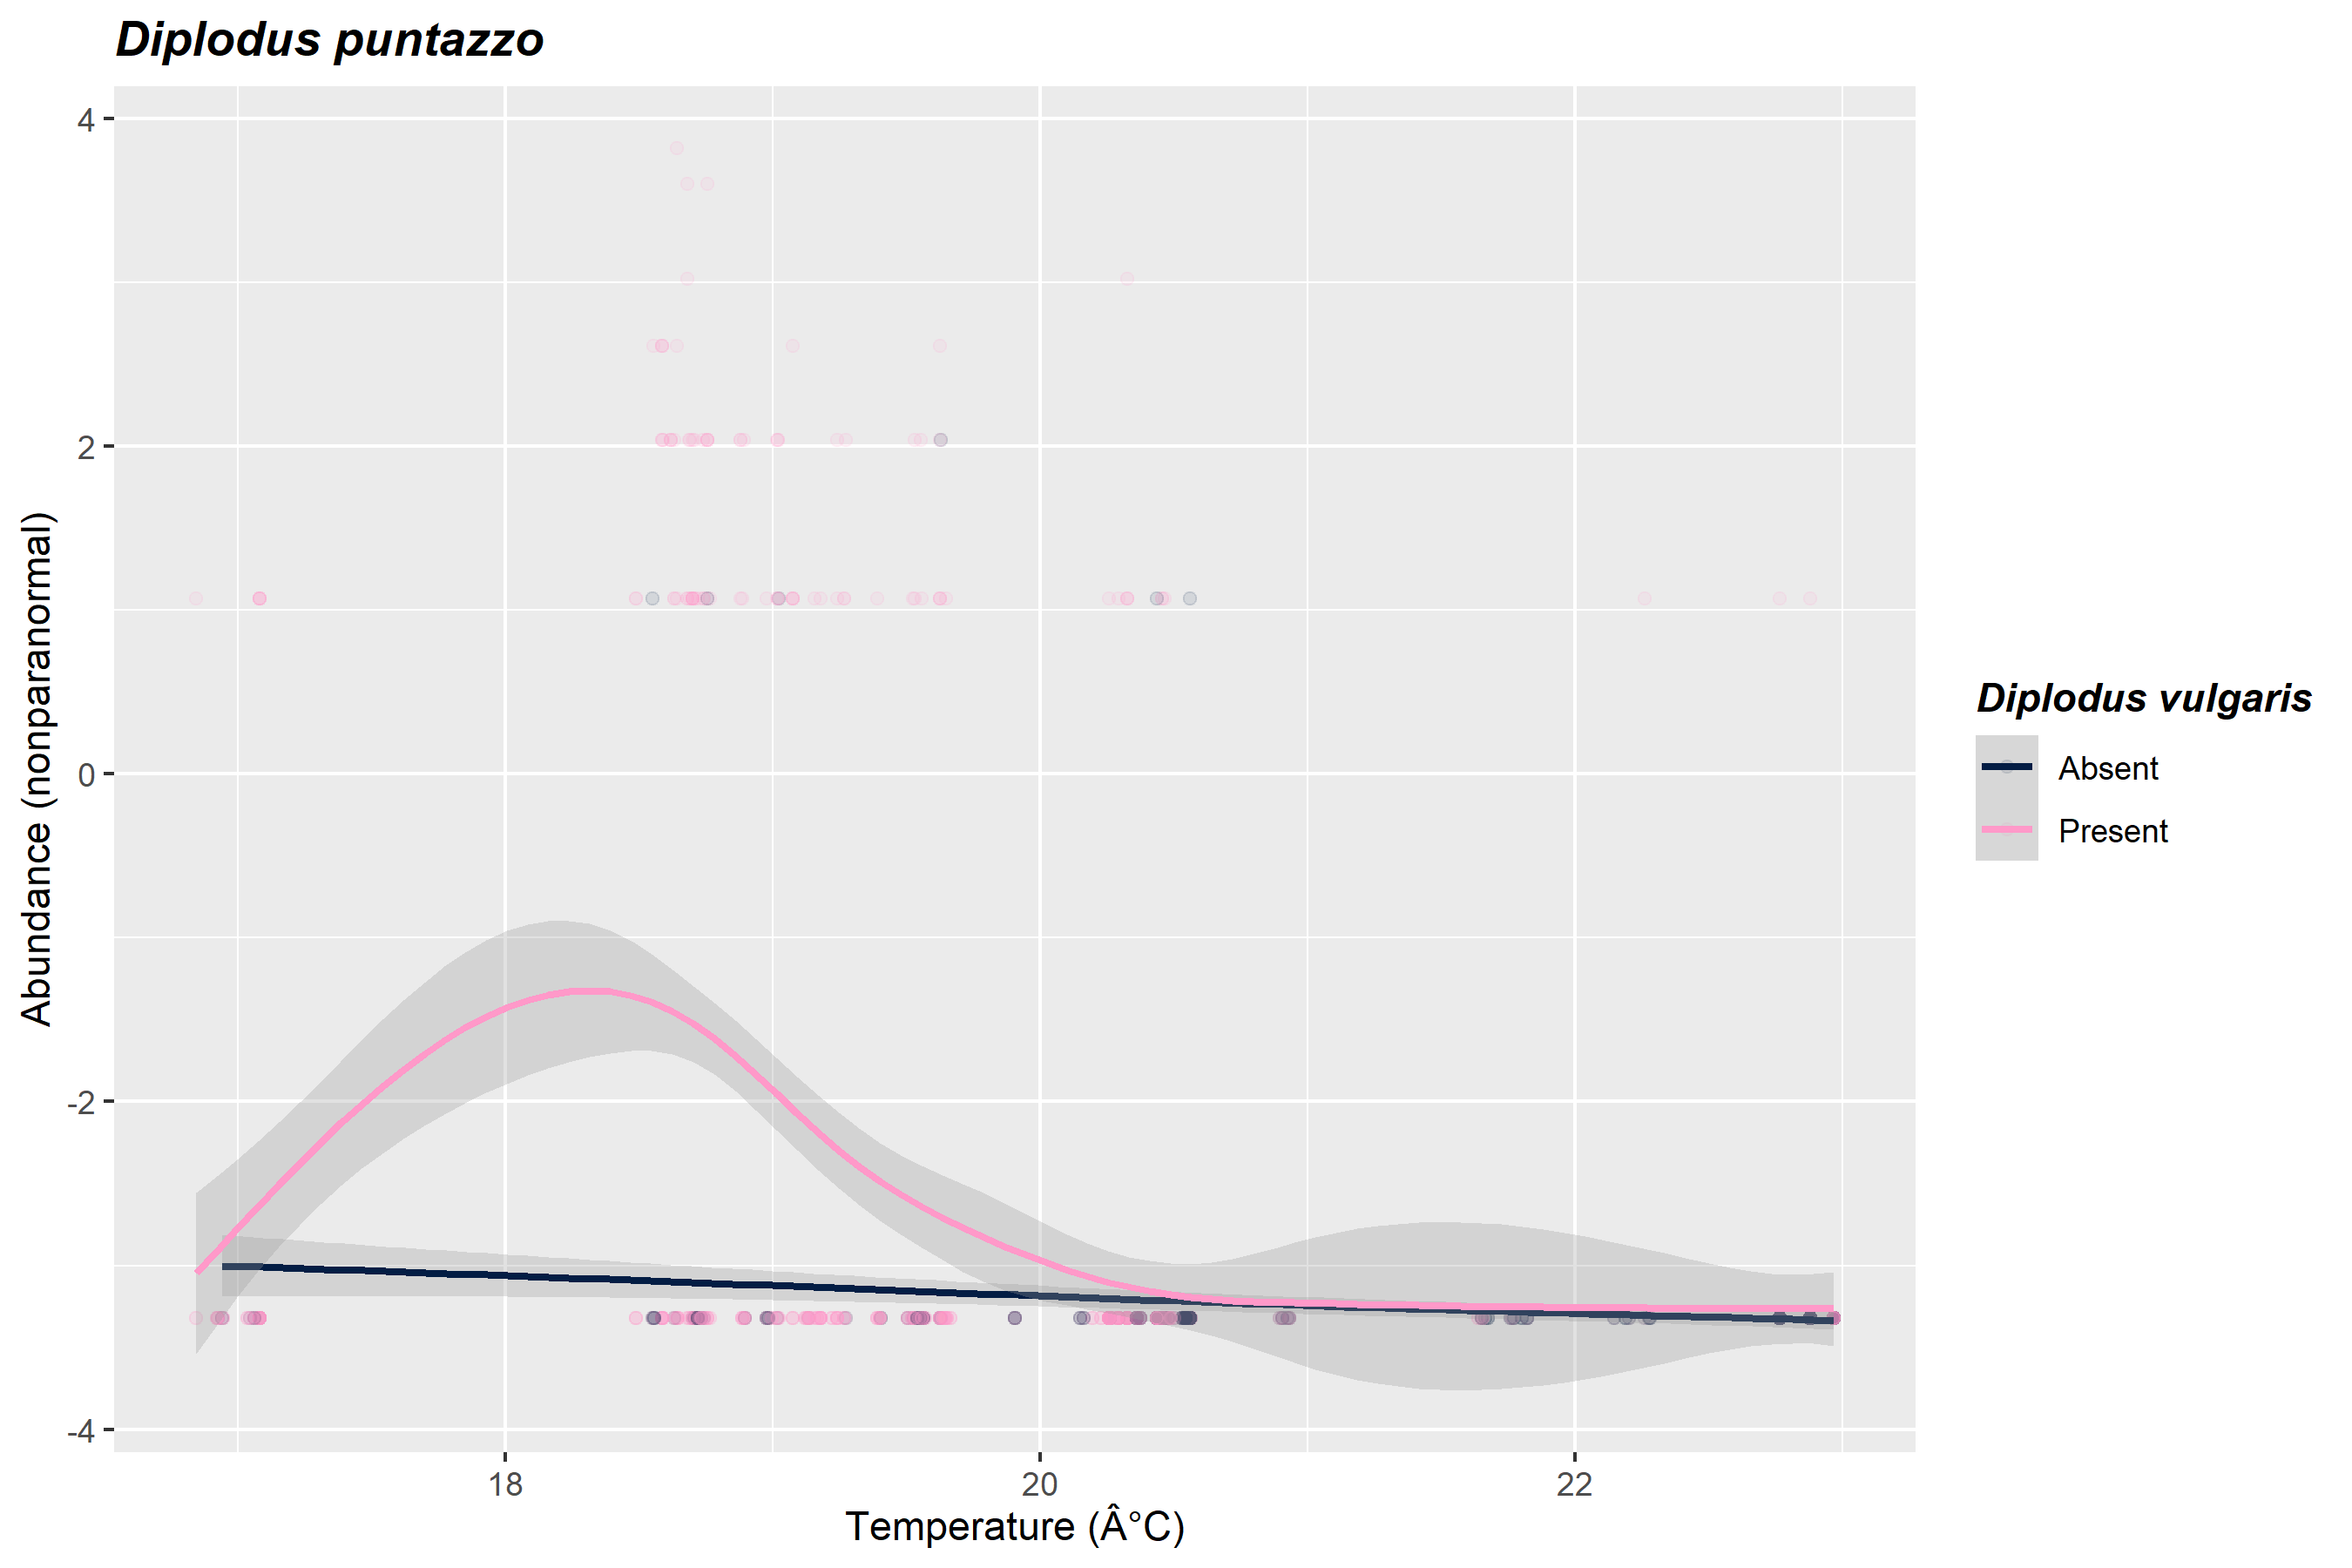 Diplodus puntazzo
4
2
0
-2
-4
Abundance (nonparanormal)
18
20
22
Temperature (Â°C)
Diplodus vulgaris
Absent
Present